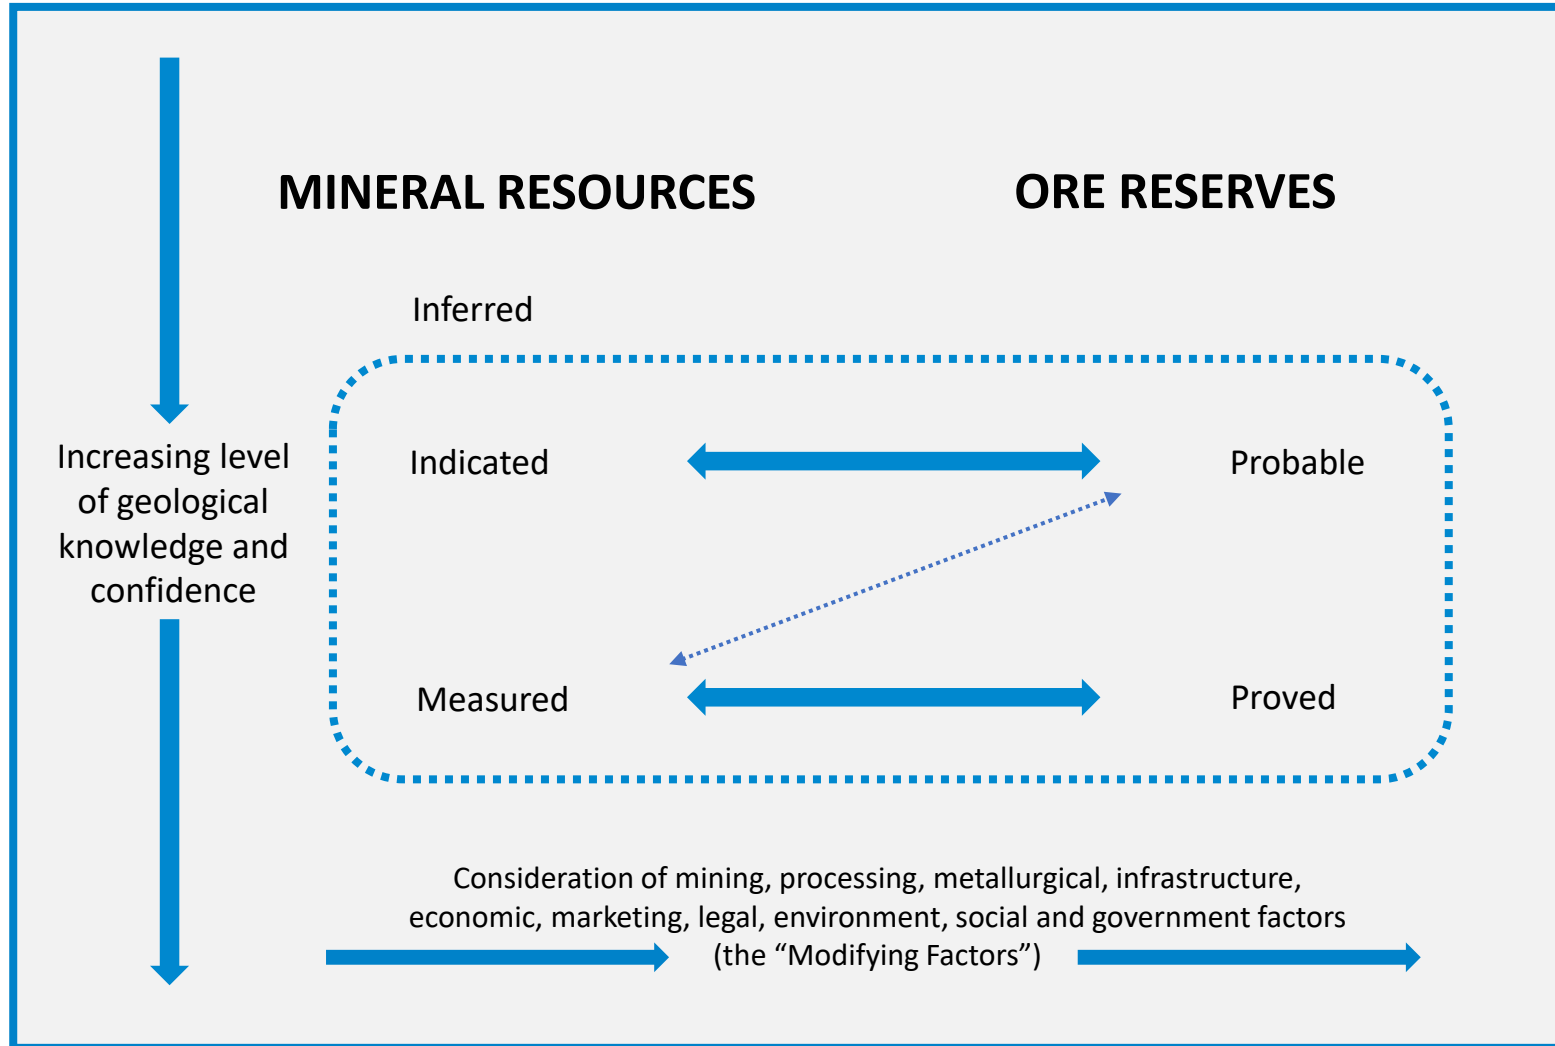 MINERAL RESOURCES
ORE RESERVES
Inferred
Increasing level
of geological
knowledge and
confidence
Indicated
Probable
Measured
Proved
Consideration of mining, processing, metallurgical, infrastructure,
economic, marketing, legal, environment, social and government factors
(the “Modifying Factors”)